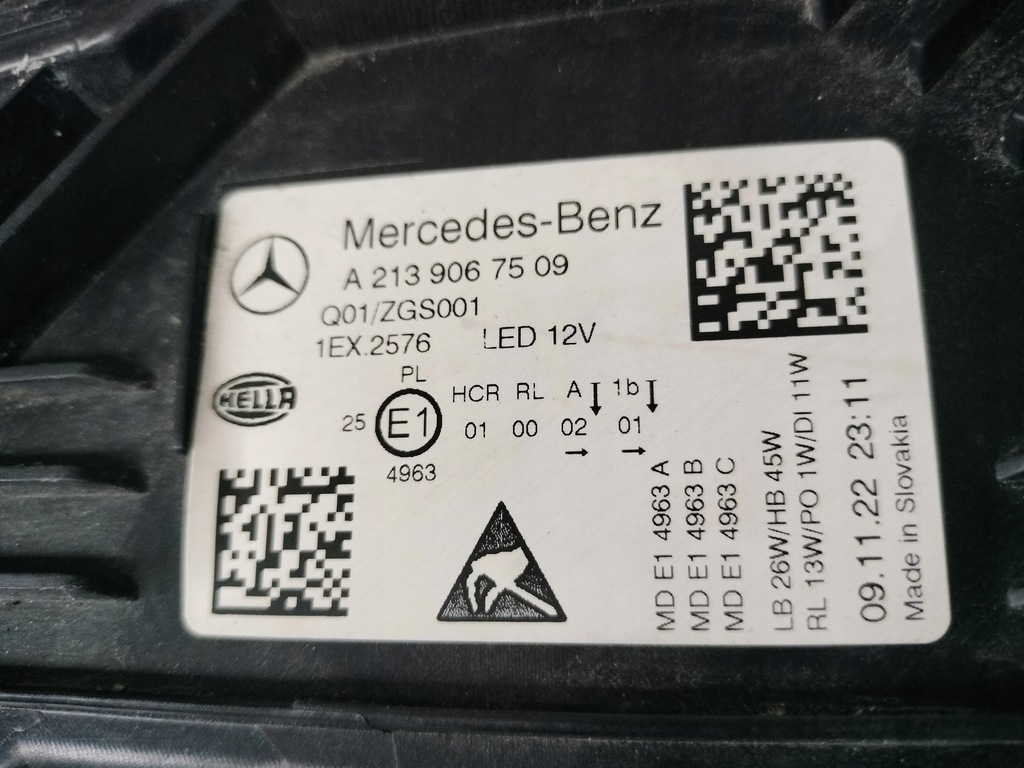 Mercedes-Benz
A 213 906 75 09
Q01/ZGS001
1EX.2576 LED 12V
HELLA
PL
HCR RL A 1b
25 E1 01 00 02 01
4963
MD E1 4963 A
MD E1 4963 B
MD E1 4963 C
LB 26W/HB 45W
RL 13W/PO 1W/DI 11W
09.11.22 23:11
Made in Slovakia